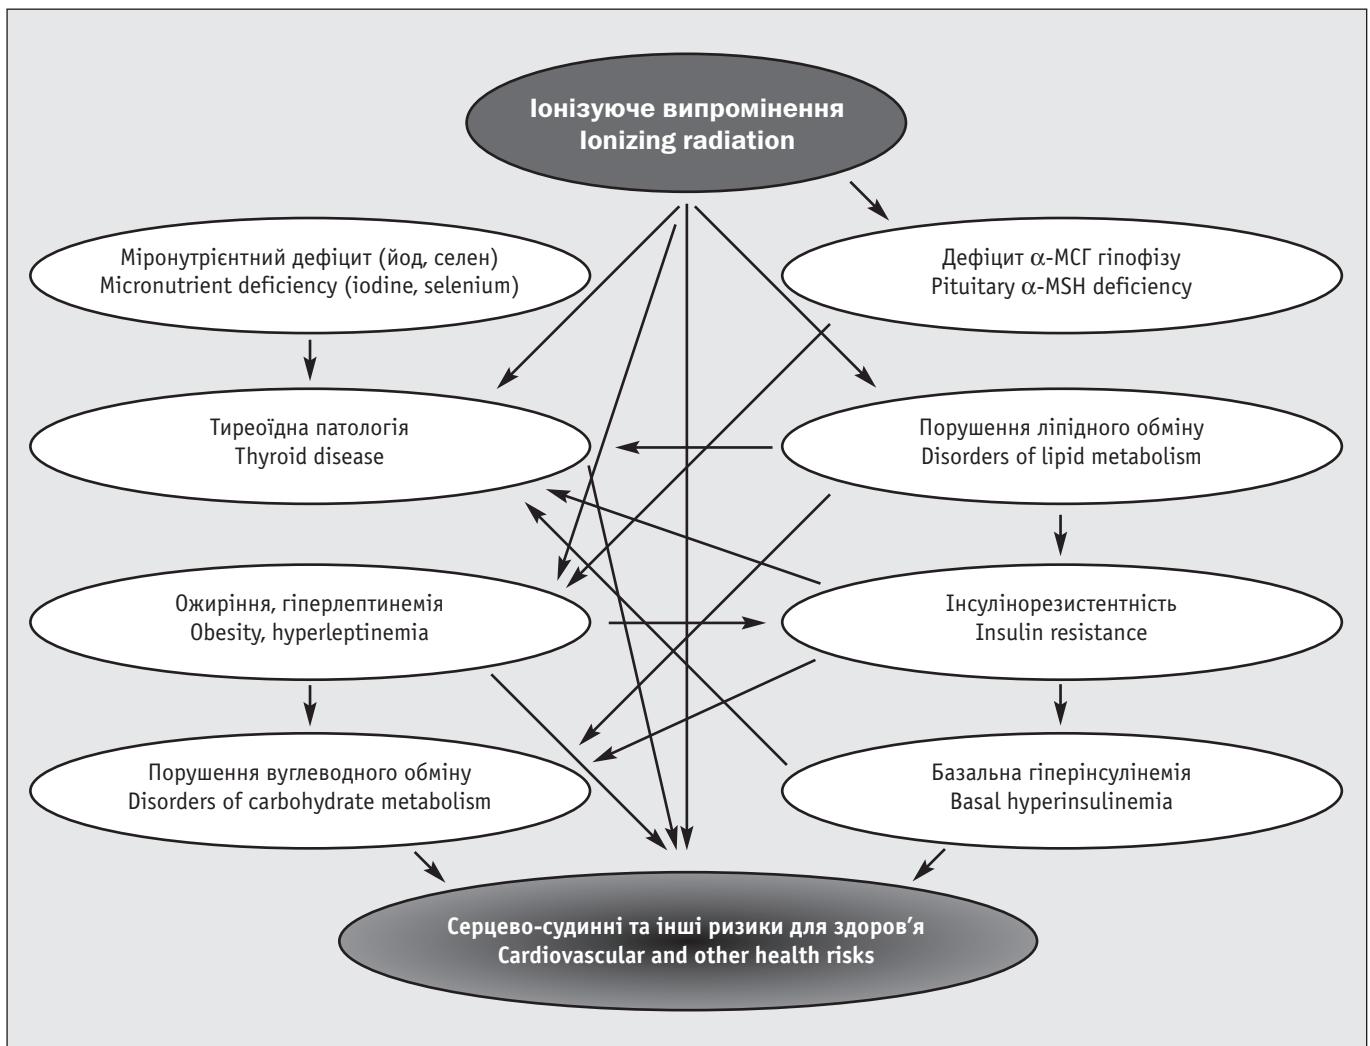 Іонізуюче випромінення
Ionizing radiation
Міронутрієнтний дефіцит (йод, селен)
Micronutrient deficiency (iodine, selenium)
Дефіцит α-МСГ гіпофізу
Pituitary α-MSH deficiency
Тиреоїдна патологія
Thyroid disease
Порушення ліпідного обміну
Disorders of lipid metabolism
Ожиріння, гіперлептинемія
Obesity, hyperleptinemia
Інсулінорезистентність
Insulin resistance
Порушення вуглеводного обміну
Disorders of carbohydrate metabolism
Базальна гіперінсулінемія
Basal hyperinsulinemia
Серцево-судинні та інші ризики для здоров’я
Cardiovascular and other health risks